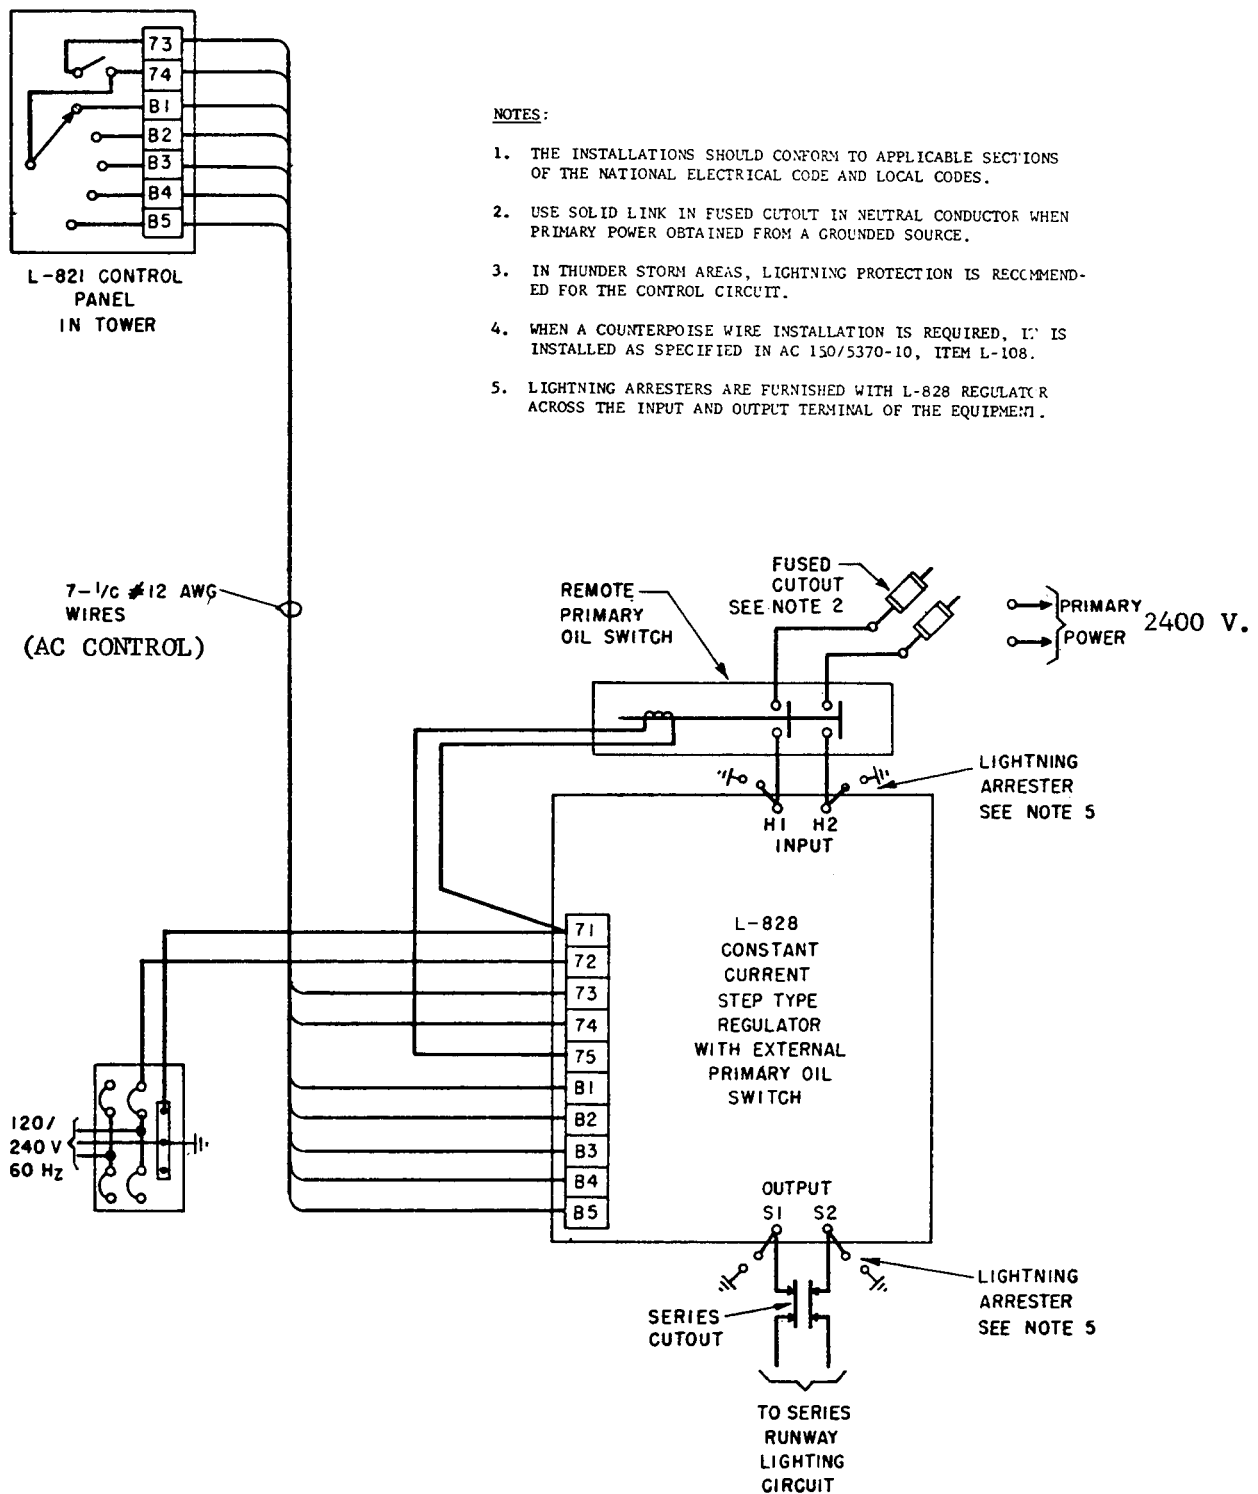 73
74
B1
B2
B3
B4
B5
L-821 CONTROL
PANEL
IN TOWER
NOTES:
1. THE INSTALLATIONS SHOULD CONFORM TO APPLICABLE SECTIONS
OF THE NATIONAL ELECTRICAL CODE AND LOCAL CODES.
2. USE SOLID LINK IN FUSED CUTOUT IN NEUTRAL CONDUCTOR WHEN
PRIMARY POWER OBTAINED FROM A GROUNDED SOURCE.
3. IN THUNDER STORM AREAS, LIGHTNING PROTECTION IS RECOMMEND-
ED FOR THE CONTROL CIRCUIT.
4. WHEN A COUNTERPOISE WIRE INSTALLATION IS REQUIRED, IT IS
INSTALLED AS SPECIFIED IN AC 150/5370-10, ITEM L-108.
5. LIGHTNING ARRESTERS ARE FURNISHED WITH L-828 REGULATOR
ACROSS THE INPUT AND OUTPUT TERMINAL OF THE EQUIPMENT.
7-1/C #12 AWG
WIRES
(AC CONTROL)
REMOTE
PRIMARY
OIL SWITCH
FUSED
CUTOUT
SEE NOTE 2
PRIMARY
POWER
2400 V.
LIGHTNING
ARRESTER
SEE NOTE 5
H1 H2
INPUT
71
72
73
74
75
B1
B2
B3
B4
B5
L-828
CONSTANT
CURRENT
STEP TYPE
REGULATOR
WITH EXTERNAL
PRIMARY OIL
SWITCH
120/
240 V
60 Hz
OUTPUT
S1 S2
LIGHTNING
ARRESTER
SEE NOTE 5
SERIES
CUTOUT
TO SERIES
RUNWAY
LIGHTING
CIRCUIT